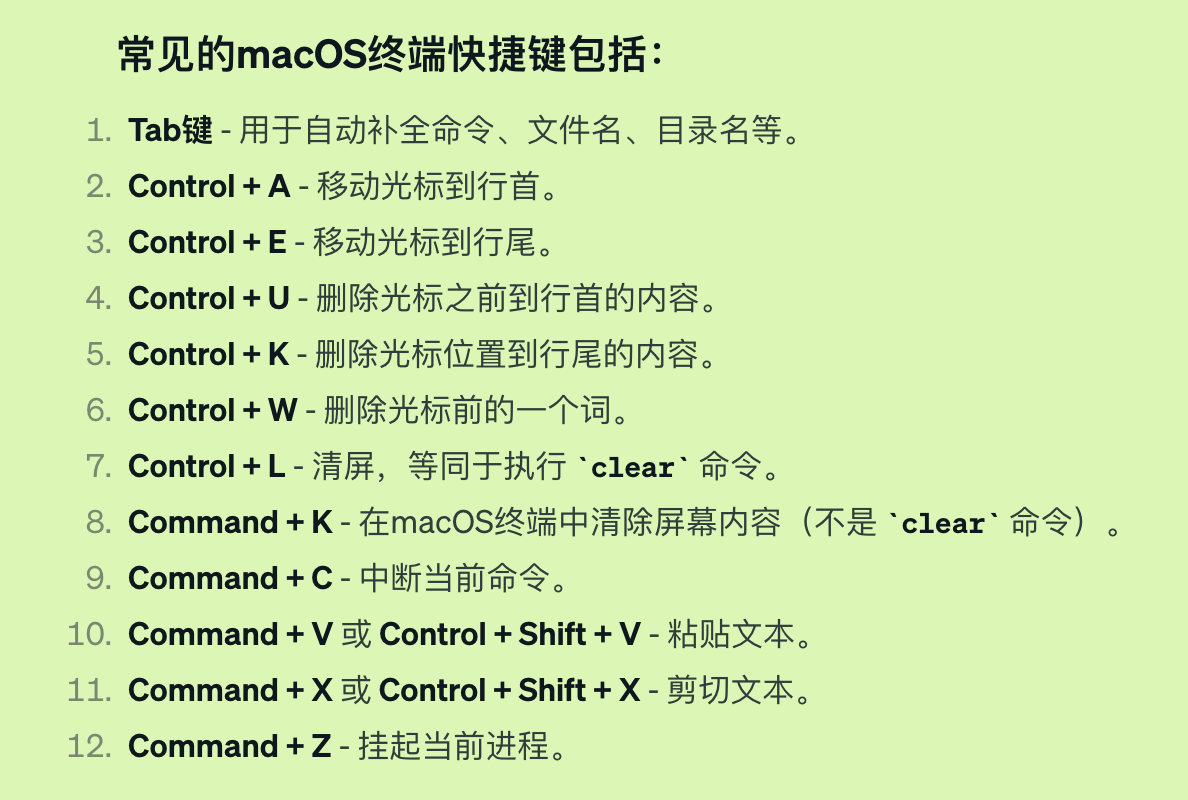 常见的macOS终端快捷键包括：
1. Tab键 - 用于自动补全命令、文件名、目录名等。
2. Control + A - 移动光标到行首。
3. Control + E - 移动光标到行尾。
4. Control + U - 删除光标之前到行首的内容。
5. Control + K - 删除光标位置到行尾的内容。
6. Control + W - 删除光标前的一个词。
7. Control + L - 清屏，等同于执行 `clear` 命令。
8. Command + K - 在macOS终端中清除屏幕内容（不是 `clear` 命令）。
9. Command + C - 中断当前命令。
10. Command + V 或 Control + Shift + V - 粘贴文本。
11. Command + X 或 Control + Shift + X - 剪切文本。
12. Command + Z - 挂起当前进程。